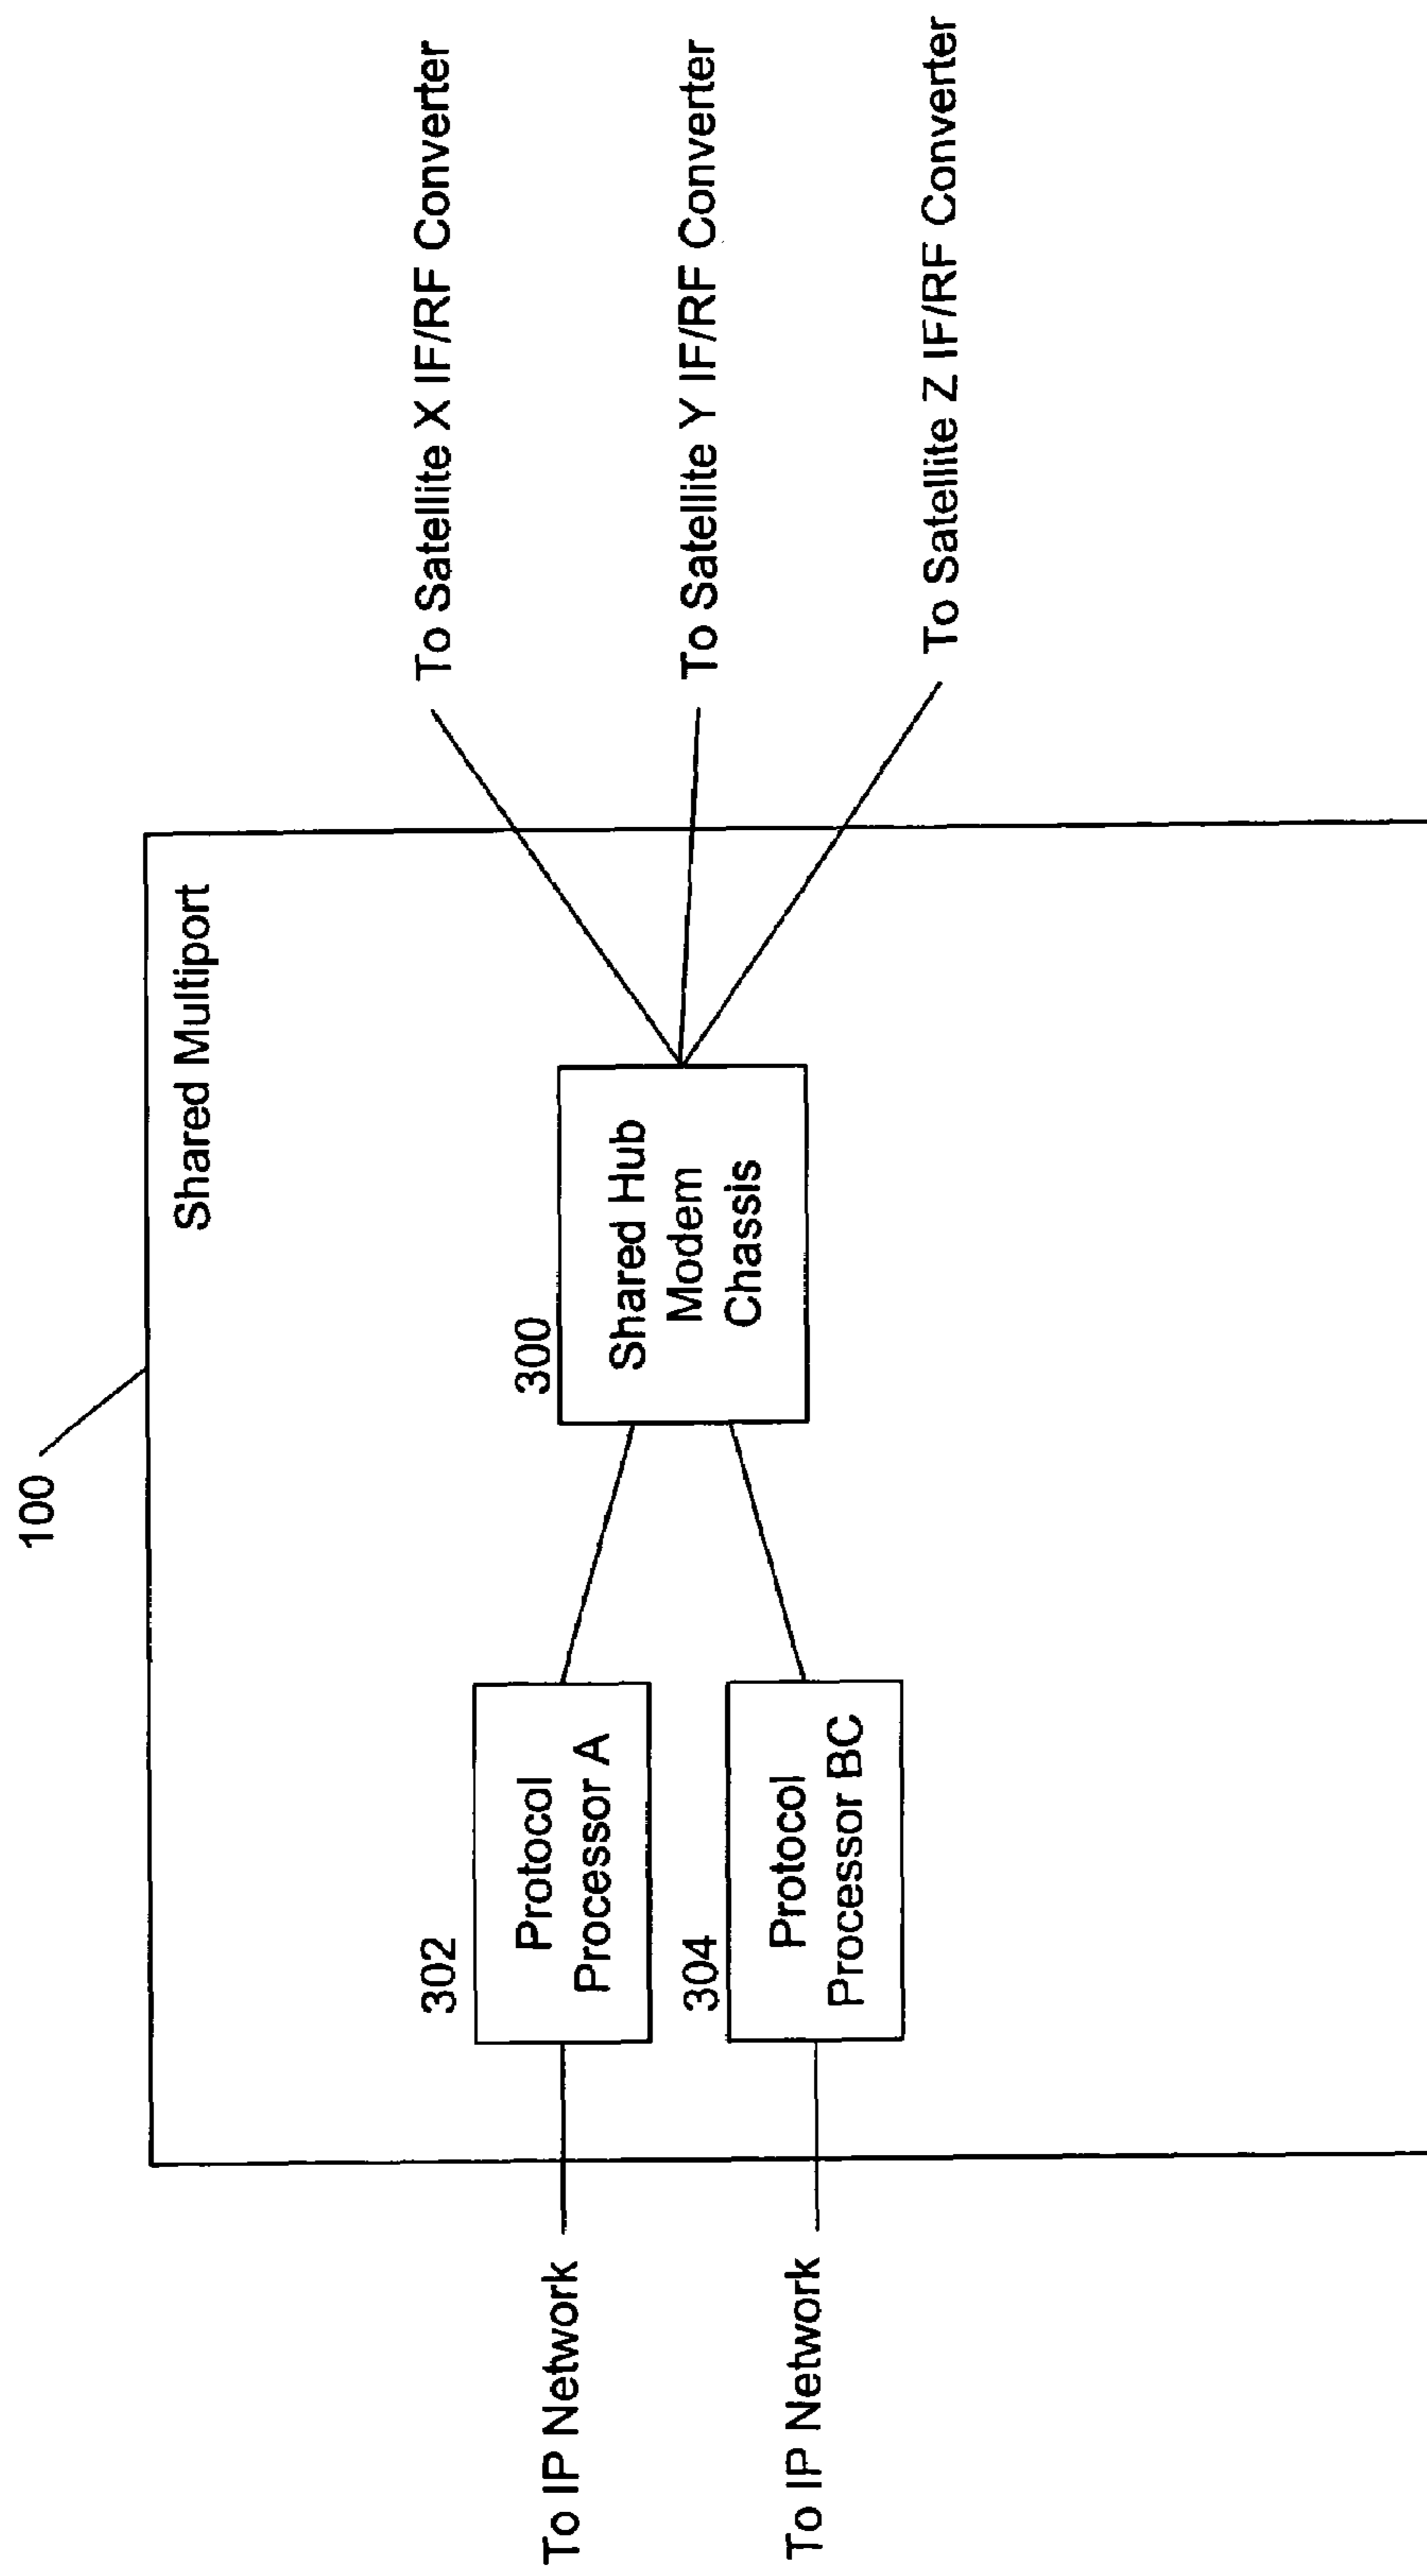 100
Shared Multiport
To Satellite X IF/RF Converter
300
302
Protocol
Processor A
Shared Hub
Modem
Chassis
To IP Network
To Satellite Y IF/RF Converter
304
Protocol
Processor BC
To IP Network
To Satellite Z IF/RF Converter